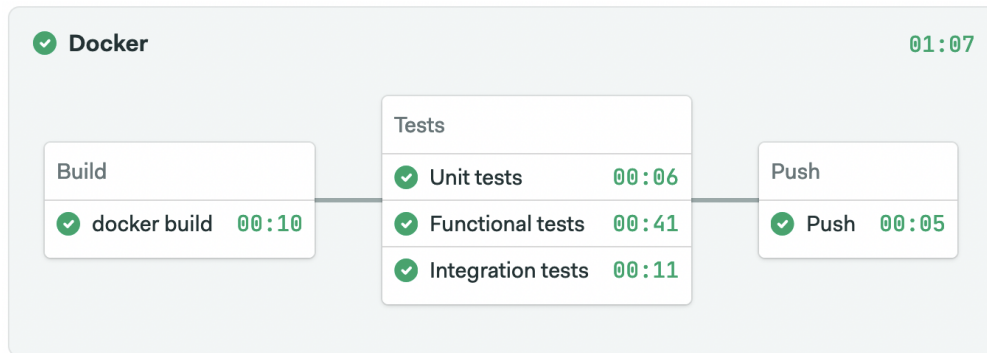 Docker 01:07
Build
docker build 00:10
Tests
Unit tests 00:06
Functional tests 00:41
Integration tests 00:11
Push
Push 00:05